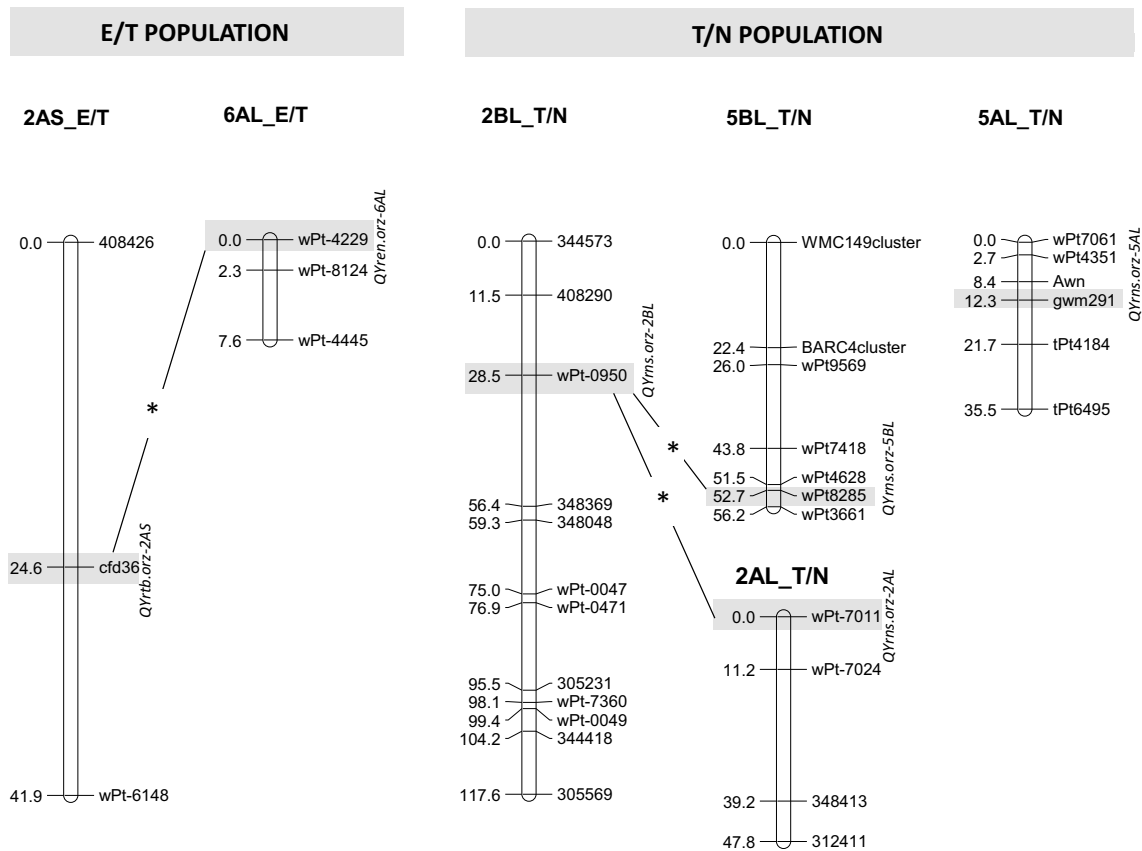 E/T POPULATION
T/N POPULATION
2AS_E/T
0.0 408426
24.6 cfd36
41.9 wPt-6148
QYrtb.orz-2AS
6AL_E/T
0.0 wPt-4229
2.3 wPt-8124
7.6 wPt-4445
QYren.orz-6AL
*
2BL_T/N
0.0 344573
11.5 408290
28.5 wPt-0950
56.4 348369
59.3 348048
75.0 wPt-0047
76.9 wPt-0471
95.5 305231
98.1 wPt-7360
99.4 wPt-0049
104.2 344418
117.6 305569
QYrns.orz-2BL
*
*
5BL_T/N
0.0 WMC149cluster
22.4 BARC4cluster
26.0 wPt9569
43.8 wPt7418
51.5 wPt4628
52.7 wPt8285
56.2 wPt3661
QYrns.orz-5BL
2AL_T/N
0.0 wPt-7011
11.2 wPt-7024
39.2 348413
47.8 312411
QYrns.orz-2AL
5AL_T/N
0.0 wPt7061
2.7 wPt4351
8.4 Awn
12.3 gwm291
21.7 tPt4184
35.5 tPt6495
QYrns.orz-5AL